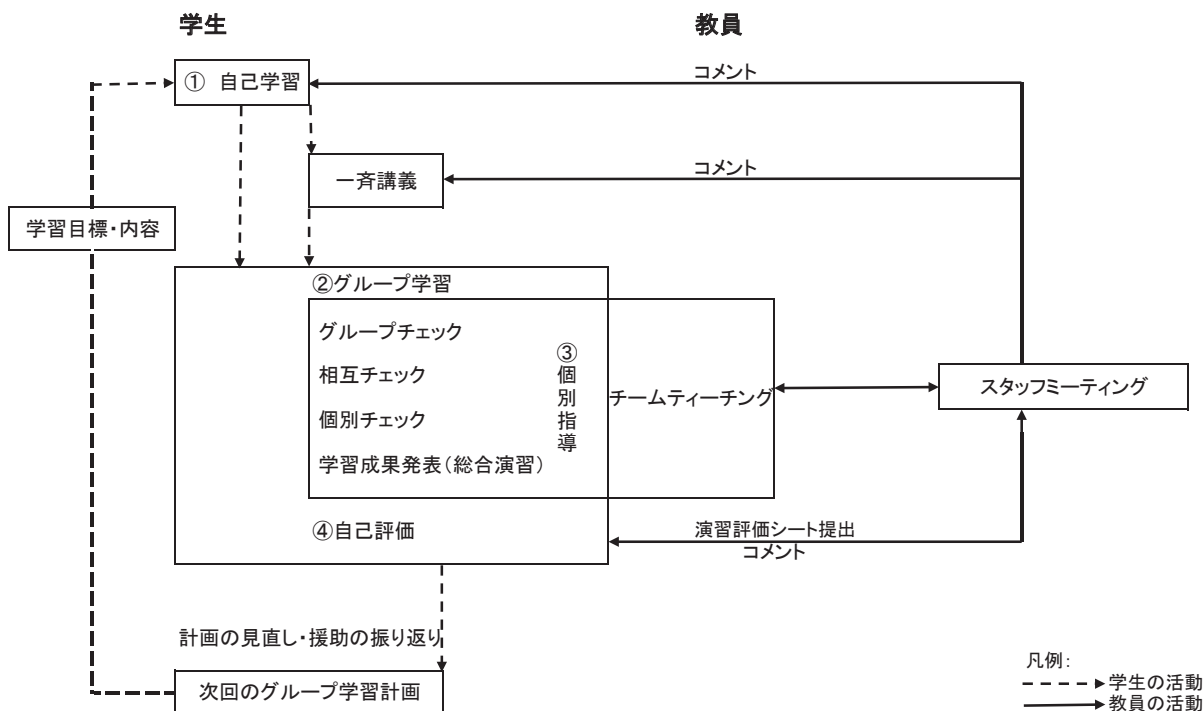 学生
教員
① 自己学習
コメント
一斉講義
コメント
学習目標・内容
②グループ学習
グループチェック
相互チェック
個別チェック
学習成果発表(総合演習)
③個別指導
チームティーチング
スタッフミーティング
④自己評価
演習評価シート提出
コメント
計画の見直し・援助の振り返り
次回のグループ学習計画
凡例:
学生の活動
教員の活動